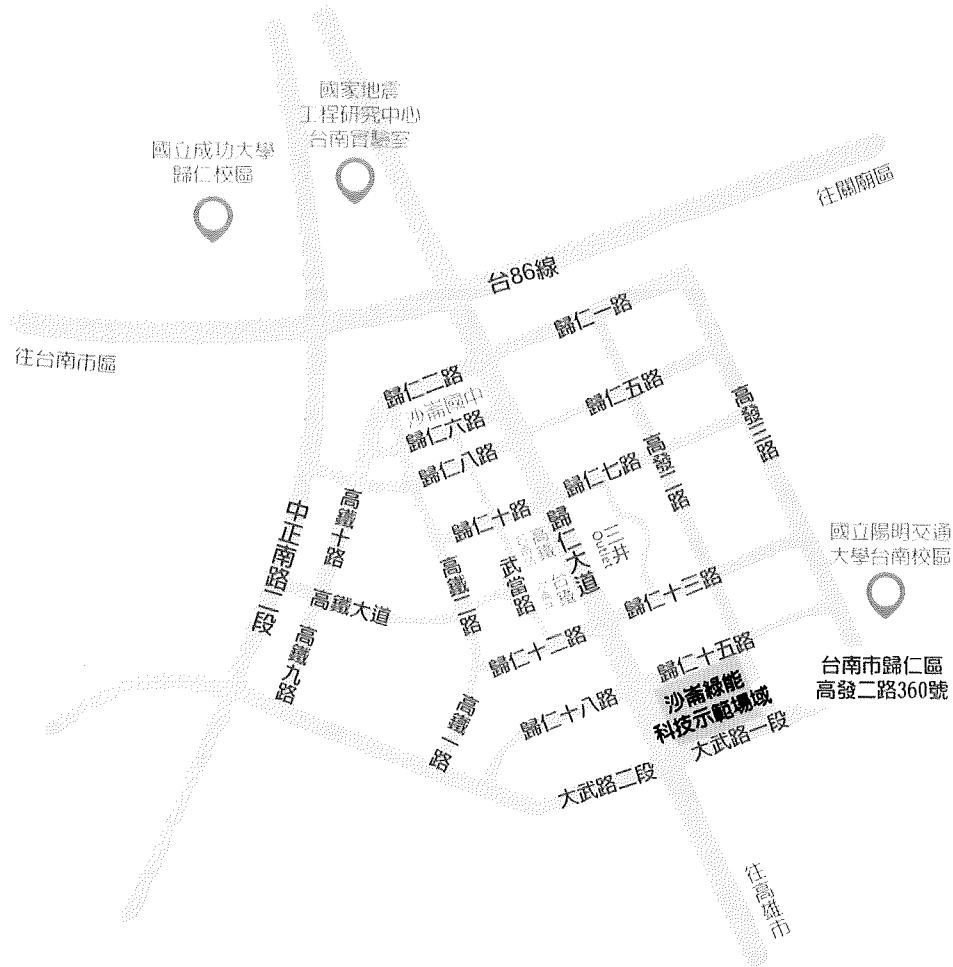 國家地震
工程研究中心
台南實驗室
國立成功大學
歸仁校區
往關廟區
台86線
歸仁一路
往台南市區
歸仁二路
沙崙國中
歸仁五路
高發三路
歸仁六路
歸仁八路
歸仁七路
高發二路
高鐵十路
中正南路二段
歸仁十路
歸仁大道
三井
高鐵
台鐵
國立陽明交通
大學台南校區
高鐵二路
武當路
高鐵大道
歸仁十三路
高鐵九路
歸仁十二路
歸仁十五路
台南市歸仁區
高發二路360號
沙崙綠能
科技示範場域
高鐵一路
歸仁十八路
大武路一段
大武路二段
往高雄市